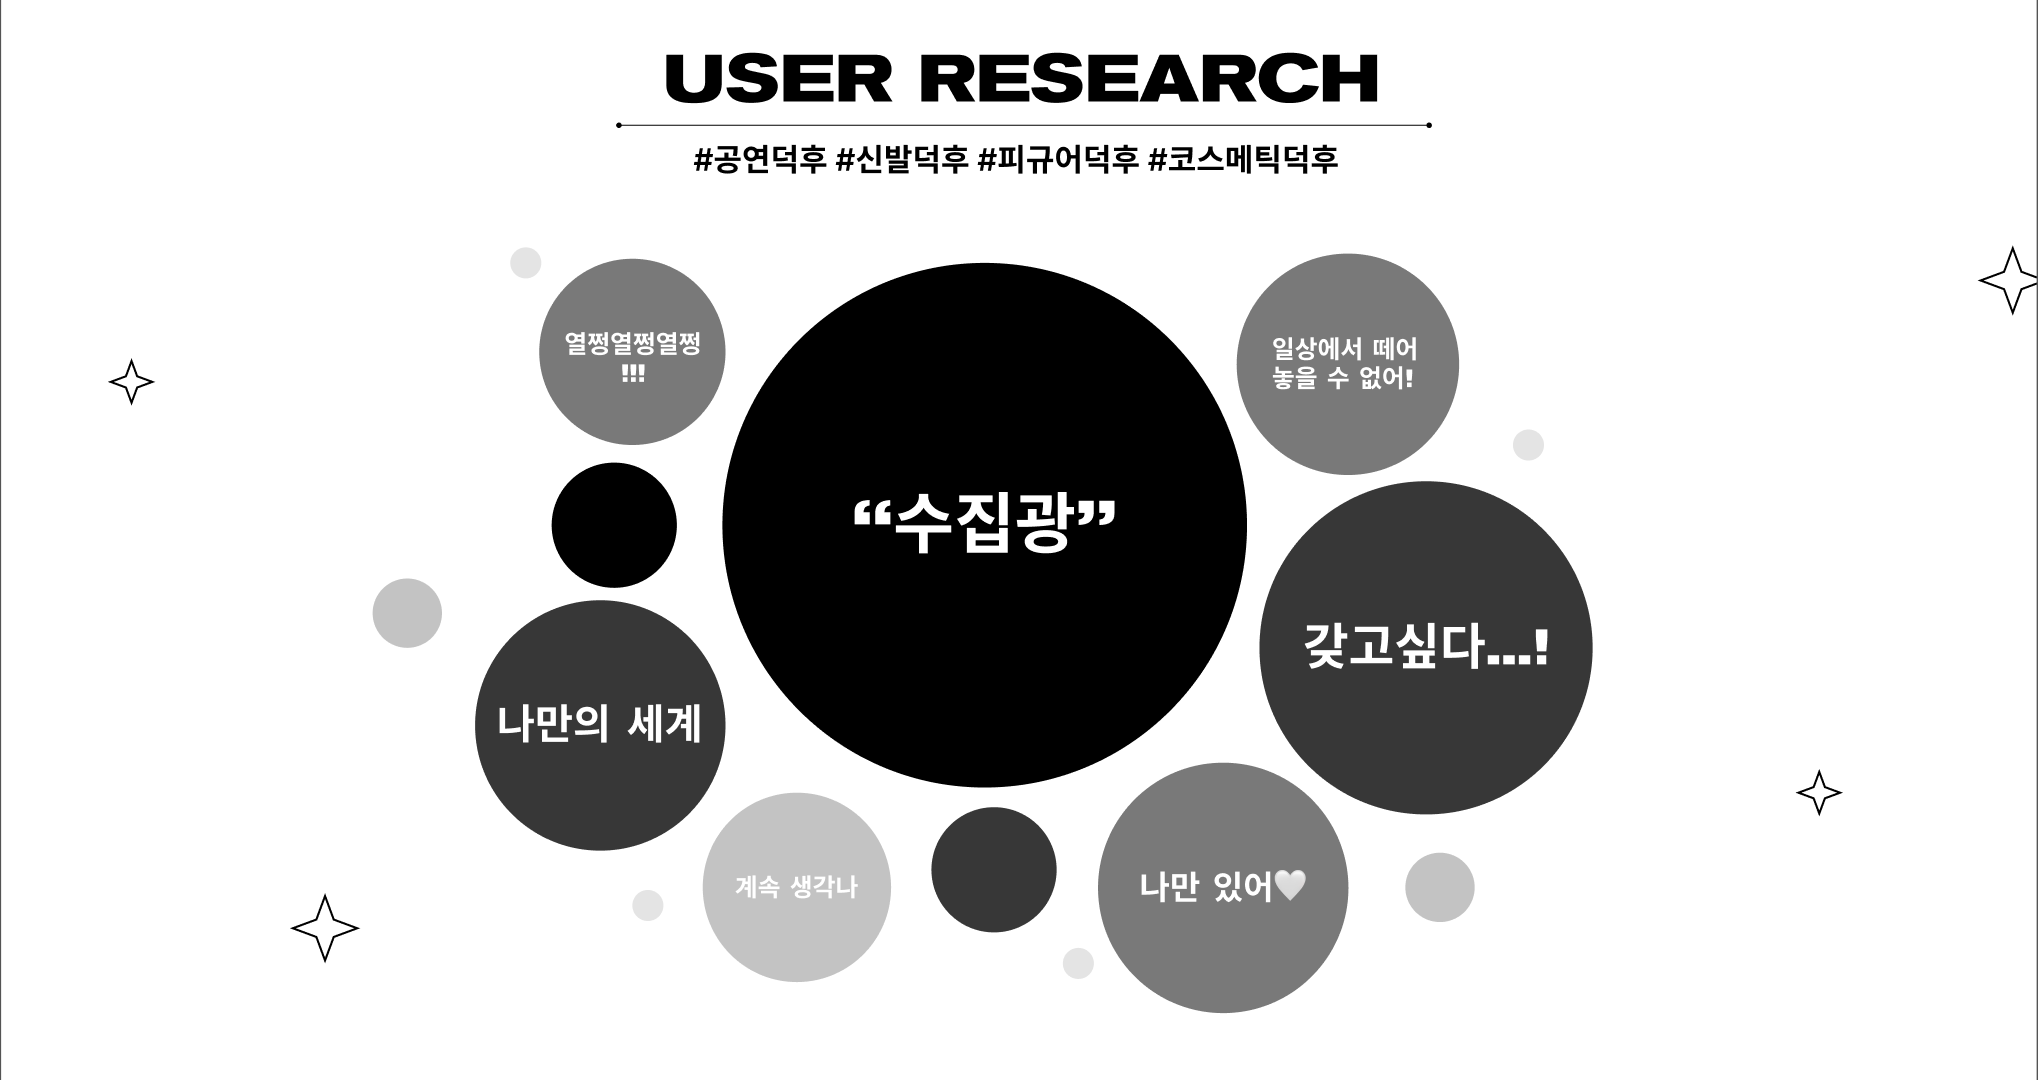 USER RESEARCH
#공연덕후 #신발덕후 #피규어덕후 #코스메틱덕후
열쩡열쩡열쩡
!!!
일상에서 떼어
놓을 수 없어!
“수집광”
갖고싶다...!
나만의 세계
계속 생각나
나만 있어🤍